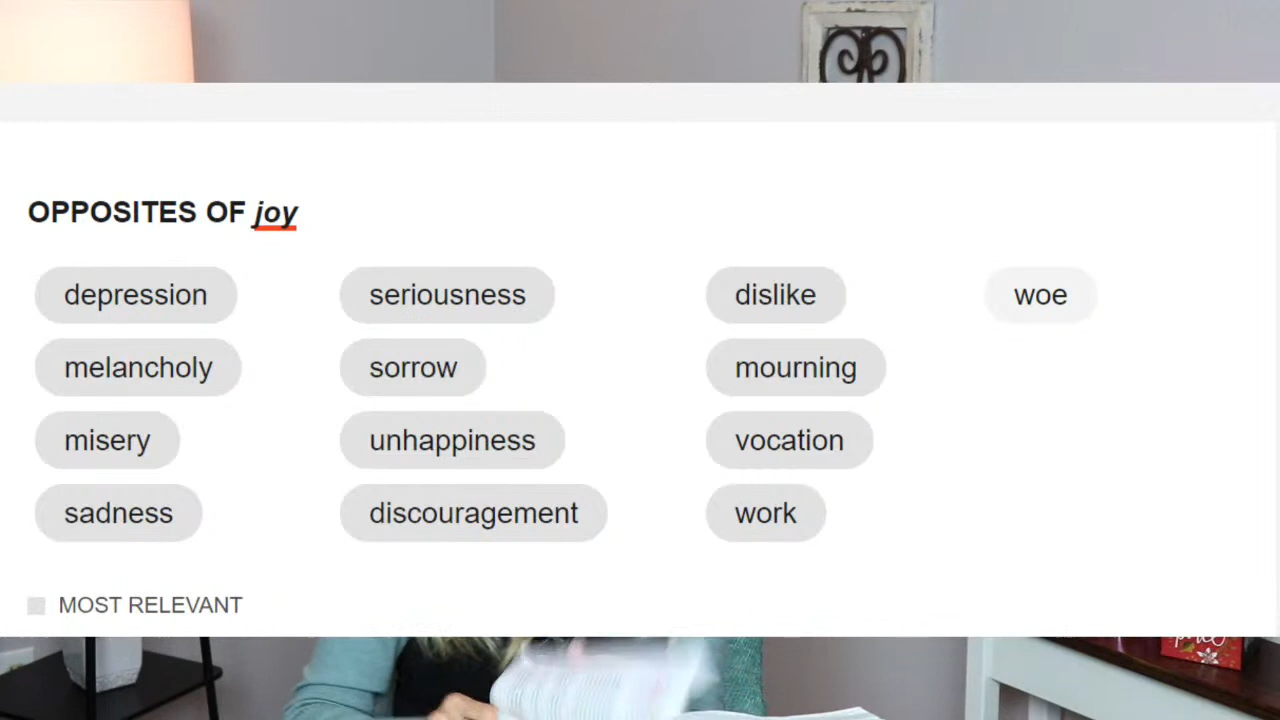 OPPOSITES OF joy
depression seriousness dislike woe
melancholy sorrow mourning
misery unhappiness vocation
sadness discouragement work
MOST RELEVANT